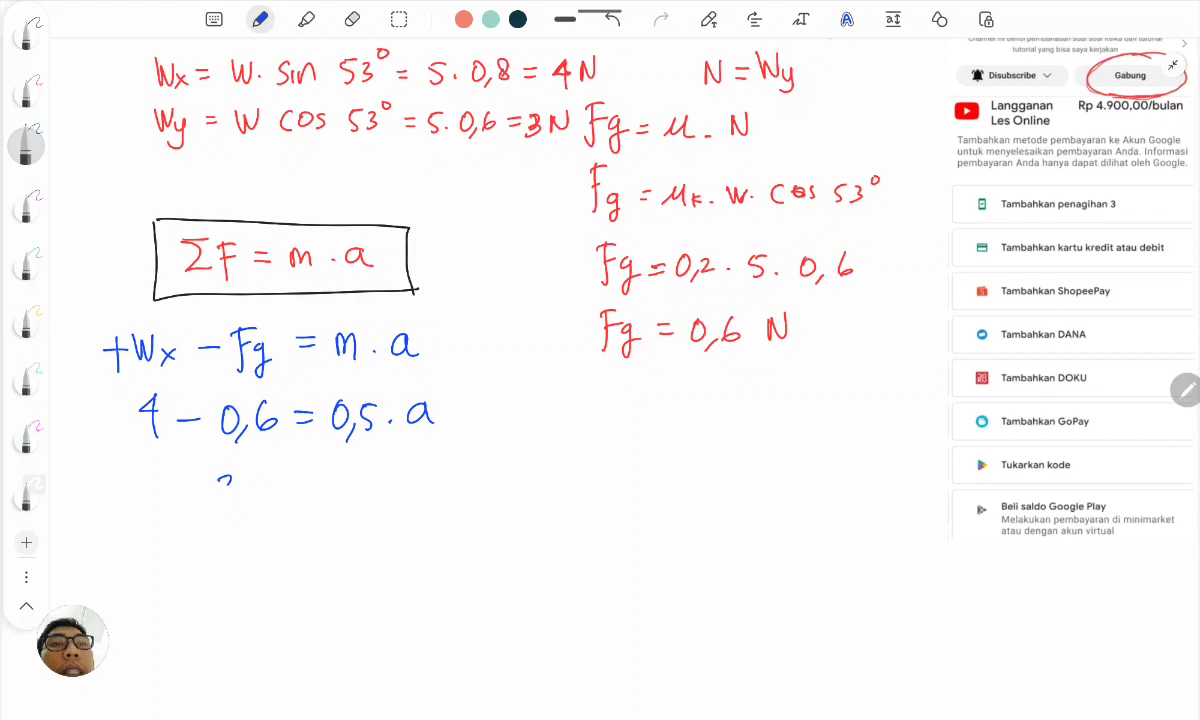 Wx = W. sin 53° = 5. 0,8 = 4 N
N = Wy
Wy = W cos 53° = 5. 0,6 = 3 N
Fg = μ. N
Fg = μk. W. cos 53°
ΣF = m . a
Fg = 0,2 . 5. 0,6
+Wx - Fg = m . a
Fg = 0,6 N
4 - 0,6 = 0,5 . a
tutorial yang bisa saya kerjakan
Disubscribe
Gabung
Langganan Rp 4.900,00/bulan
Les Online
Tambahkan metode pembayaran ke Akun Google
untuk menyelesaikan pembayaran Anda. Informasi
pembayaran Anda hanya dapat dilihat oleh Google.
Tambahkan penagihan 3
Tambahkan kartu kredit atau debit
Tambahkan ShopeePay
Tambahkan DANA
Tambahkan DOKU
Tambahkan GoPay
Tukarkan kode
Beli saldo Google Play
Melakukan pembayaran di minimarket
atau dengan akun virtual